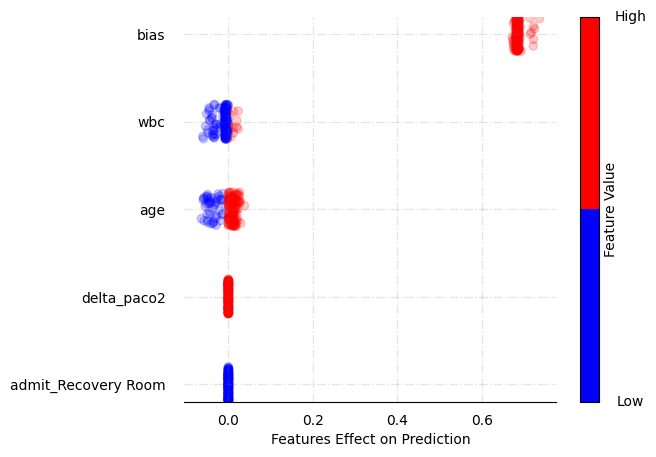 High
bias
wbc
age
Feature Value
delta_paco2
admit_Recovery Room
Low
0.0 0.2 0.4 0.6
Features Effect on Prediction